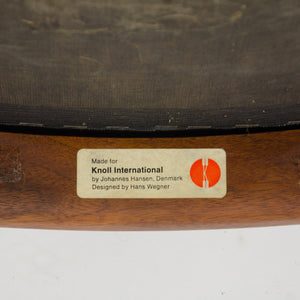 Made for
Knoll International
by Johannes Hansen, Denmark
Designed by Hans Wegner